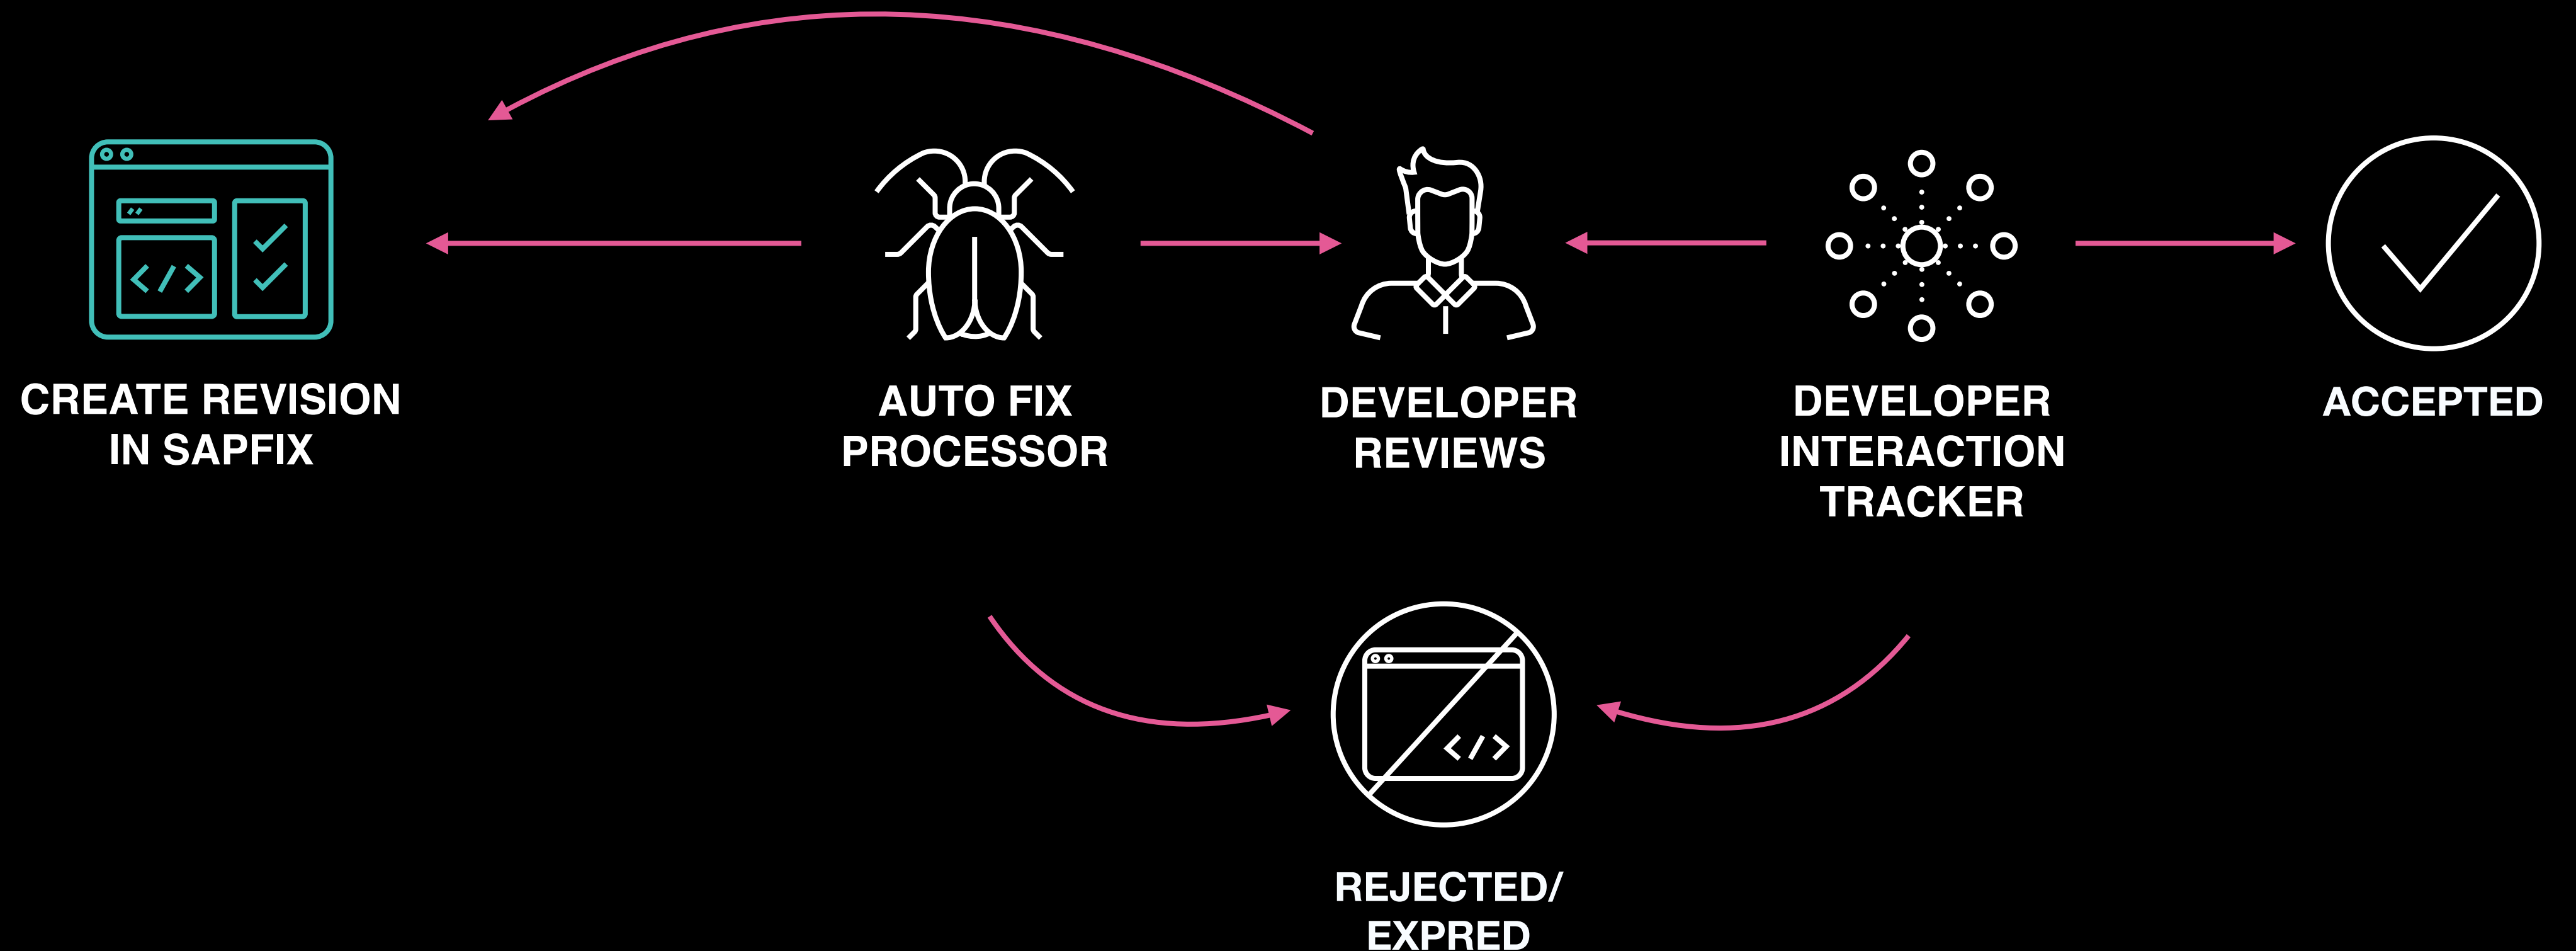 CREATE REVISION
IN SAPFIX
AUTO FIX
PROCESSOR
DEVELOPER
REVIEWS
DEVELOPER
INTERACTION
TRACKER
ACCEPTED
REJECTED/
EXPRED